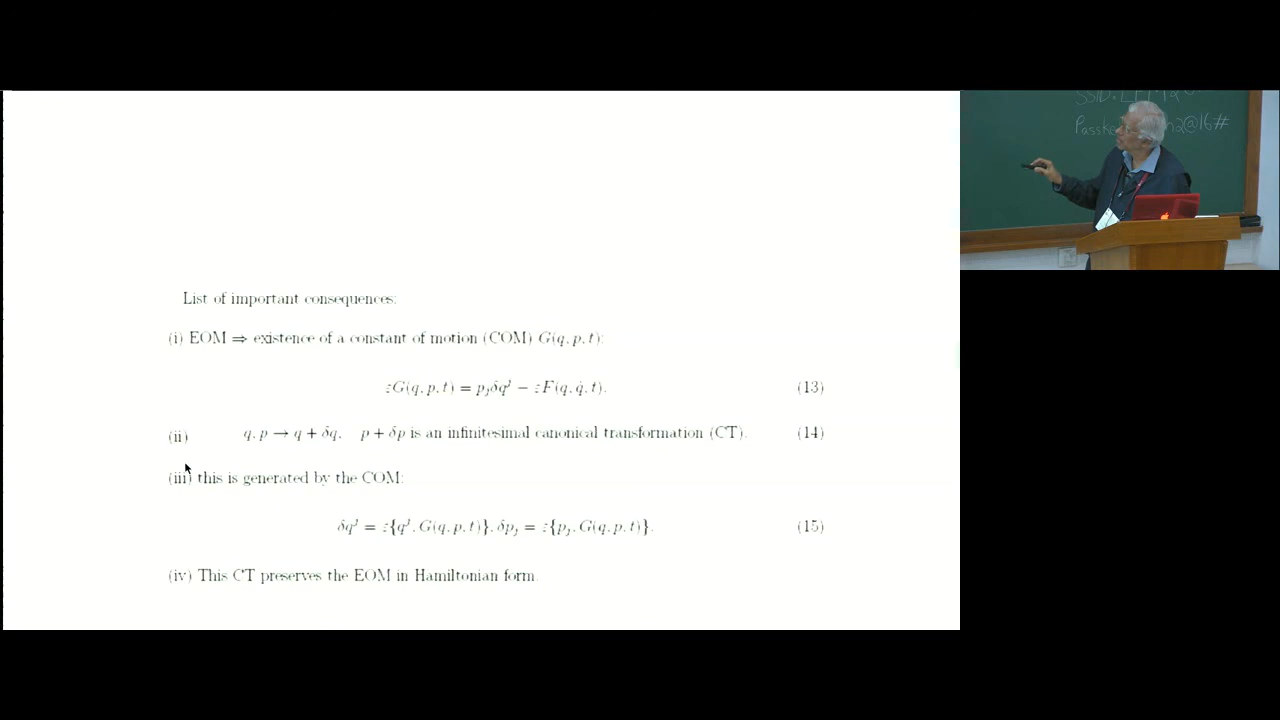 List of important consequences:
(i) EOM ⇒ existence of a constant of motion (COM) G(q, p, t):
εG(q, p, t) = p_j δq^j − εF(q, q̇, t). (13)
(ii) q, p → q + δq, p + δp is an infinitesimal canonical transformation (CT). (14)
(iii) this is generated by the COM:
δq^j = ε{q^j, G(q, p, t)}, δp_j = ε{p_j, G(q, p, t)}. (15)
(iv) This CT preserves the EOM in Hamiltonian form.